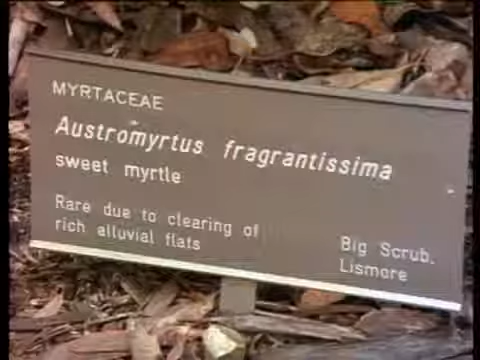 MYRTACEAE
Austromyrtus fragrantissima
sweet myrtle
Rare due to clearing of
rich alluvial flats
Big Scrub.
Lismore